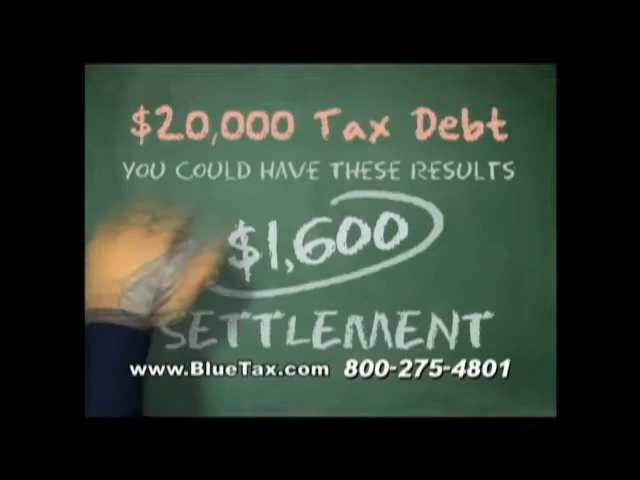 $20,000 Tax Debt
YOU COULD HAVE THESE RESULTS
$1,600
SETTLEMENT
www.BlueTax.com 800-275-4801